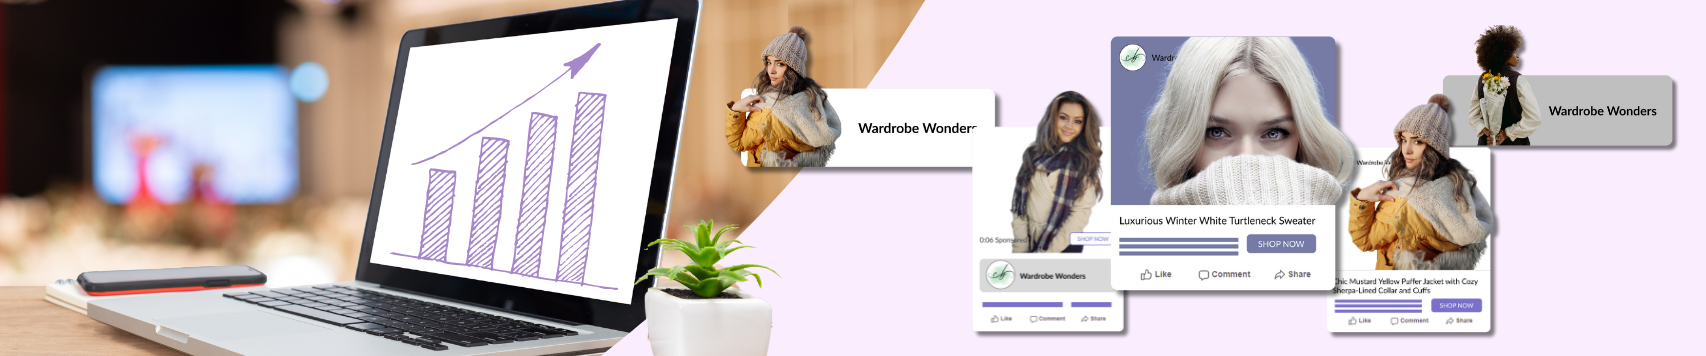 Wardrobe Wonders
0:06 Sponsored
SHOP NOW
Wardrobe Wonders
Like Comment Share
Wardr
Luxurious Winter White Turtleneck Sweater
SHOP NOW
Like Comment Share
Wardrobe
Chic Mustard Yellow Puffer Jacket with Cozy
Sherpa-Lined Collar and Cuffs
SHOP NOW
Like Comment Share
Wardrobe Wonders